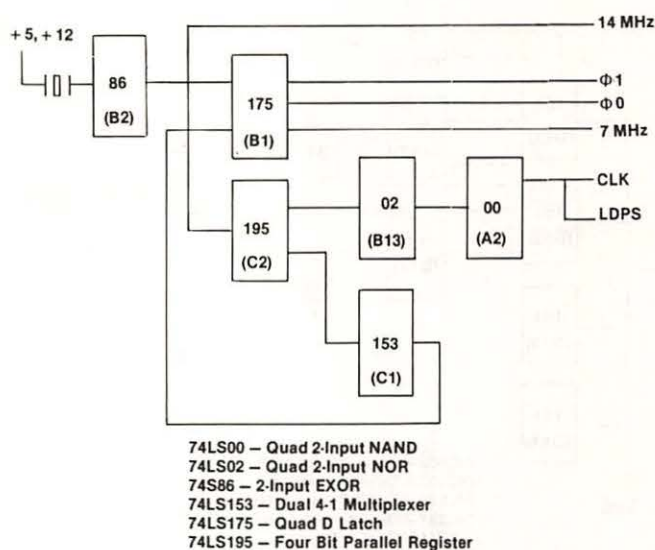 14 MHz
+ 5, + 12
86
(B2)
175
(B1)
Φ1
Φ0
7 MHz
CLK
LDPS
195
(C2)
02
(B13)
00
(A2)
153
(C1)
74LS00 – Quad 2-Input NAND
74LS02 – Quad 2-Input NOR
74S86 – 2-Input EXOR
74LS153 – Dual 4-1 Multiplexer
74LS175 – Quad D Latch
74LS195 – Four Bit Parallel Register